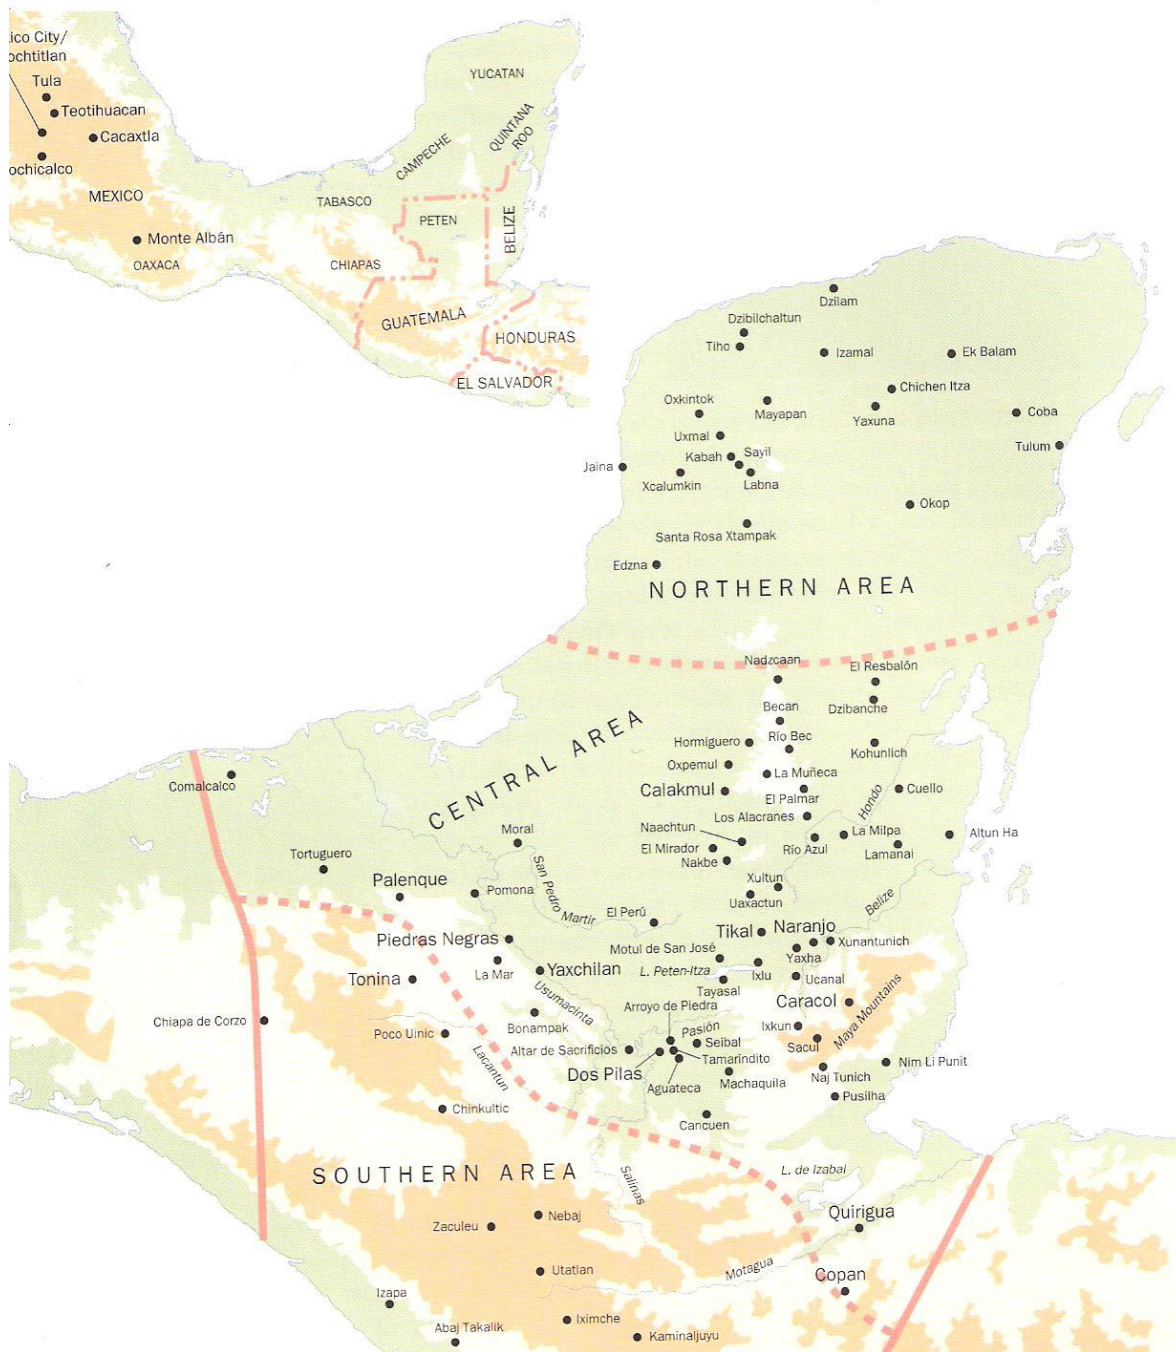 ico City/
ochtitlan
Tula
Teotihuacan
Cacaxtla
ochicalco
MEXICO
Monte Albán
OAXACA
YUCATAN
QUINTANA
ROO
CAMPECHE
TABASCO
PETEN
BELIZE
CHIAPAS
GUATEMALA
HONDURAS
EL SALVADOR
Dzilam
Dzibilchaltun
Tiho
Izamal
Ek Balam
Chichen Itza
Oxkintok
Mayapan
Yaxuna
Coba
Uxmal
Tulum
Kabah
Sayil
Jaina
Xcalumkin
Labna
Okop
Santa Rosa Xtampak
Edzna
NORTHERN AREA
Nadzcaan
El Resbalón
Dzibanche
Becan
Río Bec
Hormiguero
Kohunlich
CENTRAL AREA
Oxpemul
La Muñeca
Comalcalco
Calakmul
El Palmar
Hondo
Cuello
Los Alacranes
Naachtun
Moral
La Milpa
Altun Ha
El Mirador
Río Azul
Lamanai
Nakbe
Tortuguero
San Pedro Martir
Palenque
Pomona
Xultun
Uaxactun
Belize
El Perú
Tikal
Naranjo
Piedras Negras
Xunantunich
Motul de San José
Yaxha
La Mar
Yaxchilan
L. Peten-Itza
Ixlu
Tonina
Tayasal
Ucanal
Usumacinta
Arroyo de Piedra
Caracol
Maya Mountains
Chiapa de Corzo
Bonampak
Pasión
Ixkun
Poco Uinic
Seibal
Sacul
Altar de Sacrificios
Tamarindito
Lacantun
Dos Pilas
Nim Li Punit
Aguateca
Machaquila
Naj Tunich
Pusilha
Chinkultic
Cancuen
SOUTHERN AREA
Salinas
L. de Izabal
Nebaj
Zaculeu
Quirigua
Utatlan
Motagua
Copan
Izapa
Iximche
Abaj Takalik
Kaminaljuyu